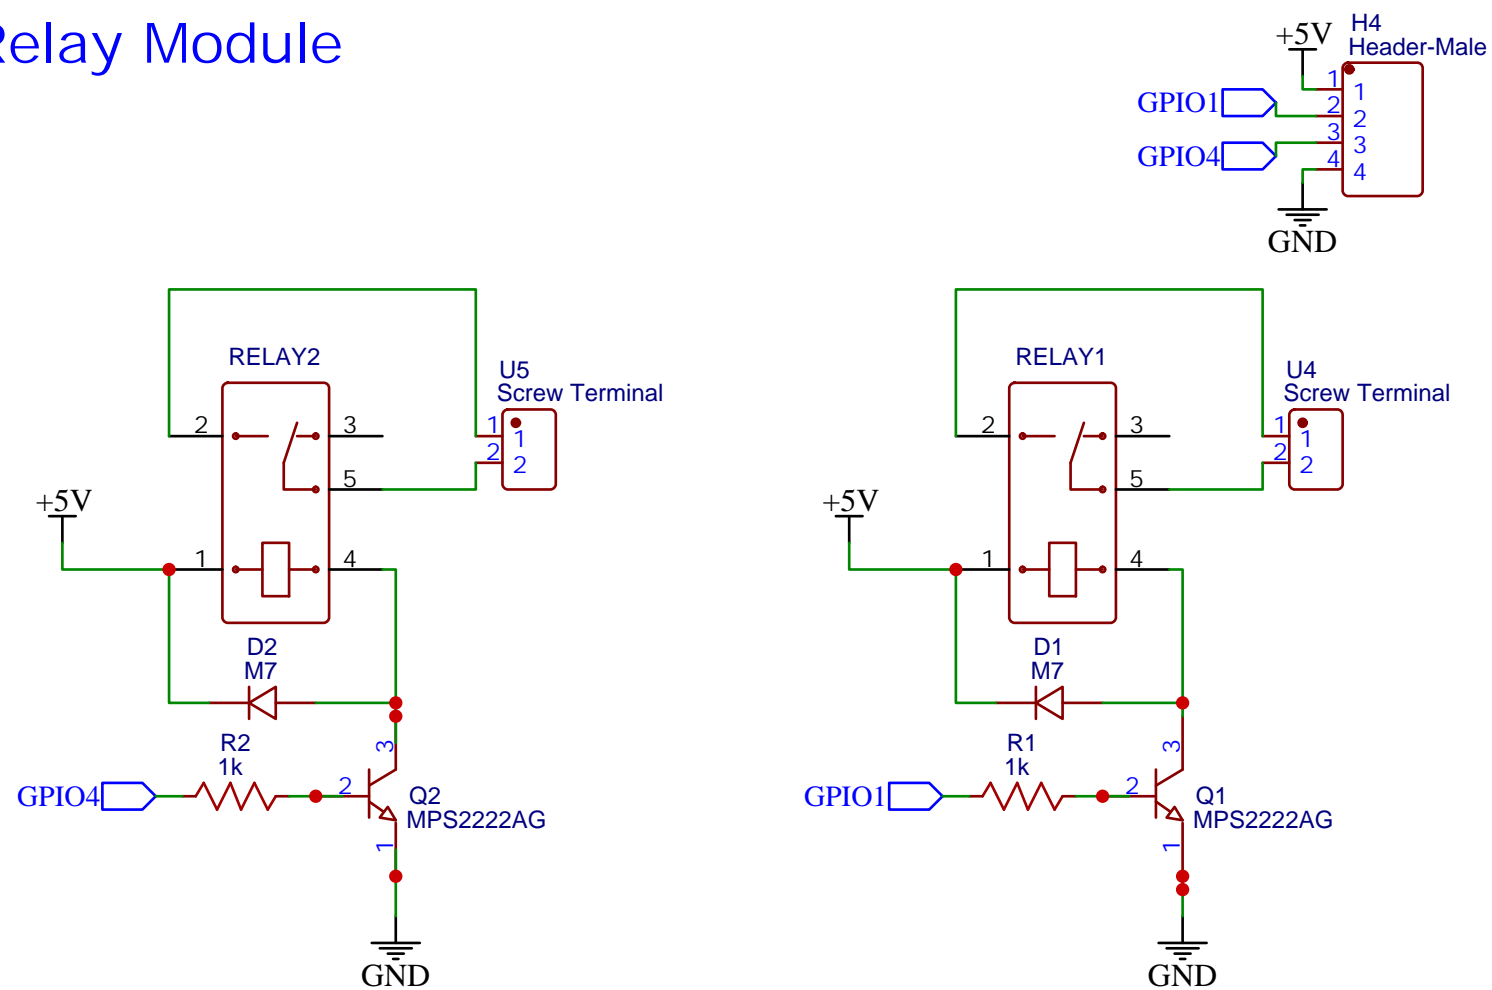 Relay Module
H4
Header-Male
+5V
GPIO1
GPIO4
1
2
3
4
1
2
3
4
GND
RELAY2
2
3
5
1
4
U5
Screw Terminal
1
2
1
2
+5V
D2
M7
R2
1k
GPIO4
3
2
1
Q2
MPS2222AG
GND
RELAY1
2
3
5
1
4
U4
Screw Terminal
1
2
1
2
+5V
D1
M7
R1
1k
GPIO1
3
2
1
Q1
MPS2222AG
GND